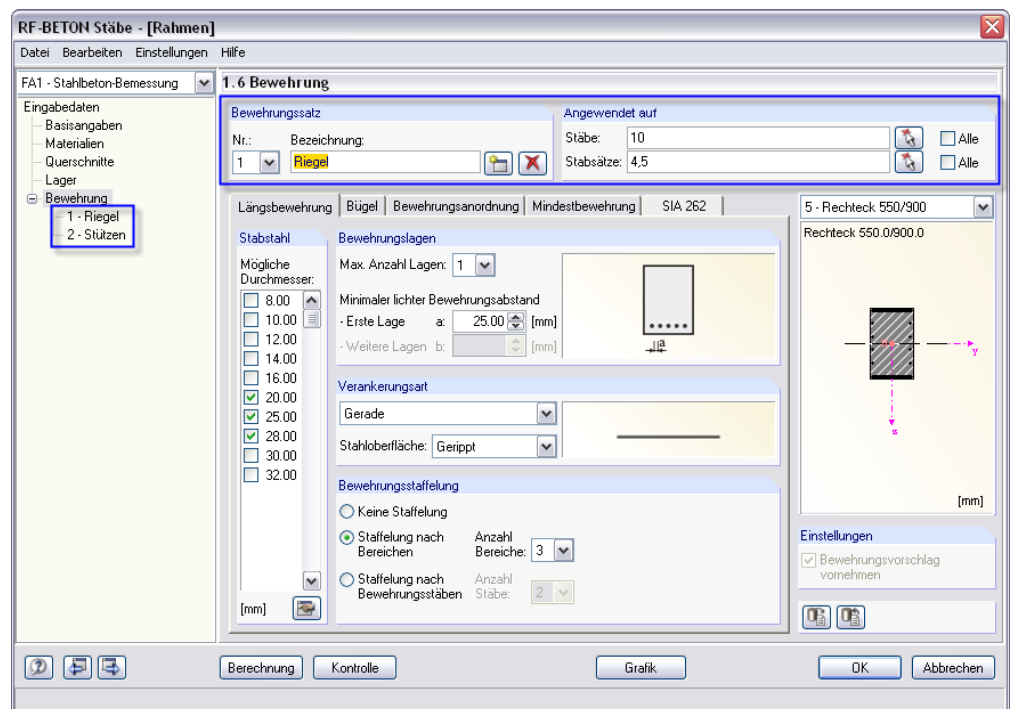 RF-BETON Stäbe - [Rahmen]
Datei Bearbeiten Einstellungen Hilfe
FA1 - Stahlbeton-Bemessung
Eingabedaten
Basisangaben
Materialien
Querschnitte
Lager
Bewehrung
1 - Riegel
2 - Stützen
1.6 Bewehrung
Bewehrungssatz
Nr.: Bezeichnung:
1 Riegel
Angewendet auf
Stäbe: 10 Alle
Stabsätze: 4,5 Alle
Längsbewehrung Bügel Bewehrungsanordnung Mindestbewehrung SIA 262
Stabstahl
Mögliche
Durchmesser:
8.00
10.00
12.00
14.00
16.00
20.00
25.00
28.00
30.00
32.00
[mm]
Bewehrungslagen
Max. Anzahl Lagen: 1
Minimaler lichter Bewehrungsabstand
- Erste Lage a: 25.00 [mm]
- Weitere Lagen b: [mm]
a
Verankerungsart
Gerade
Stahloberfläche: Gerippt
Bewehrungsstaffelung
Keine Staffelung
Staffelung nach Anzahl
Bereichen Bereiche: 3
Staffelung nach Anzahl
Bewehrungstäben Stäbe: 2
5 - Rechteck 550/900
Rechteck 550.0/900.0
y
z
[mm]
Einstellungen
Bewehrungsvorschlag
vornehmen
Berechnung Kontrolle Grafik OK Abbrechen